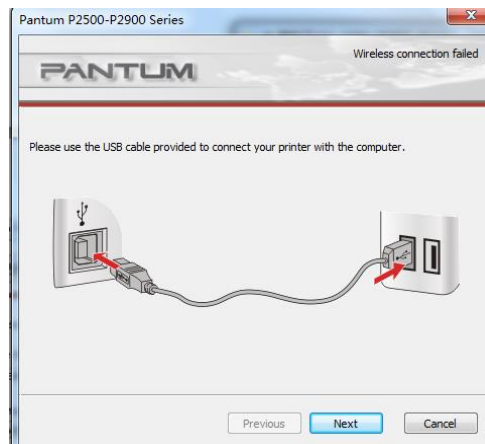 Pantum P2500-P2900 Series
Wireless connection failed
PANTUM
Please use the USB cable provided to connect your printer with the computer.
Previous
Next
Cancel